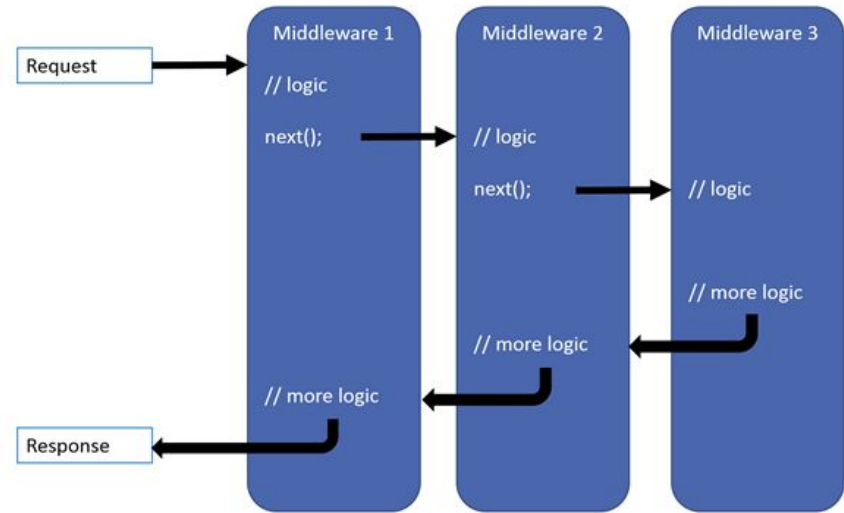 Middleware 1
Middleware 2
Middleware 3
Request
// logic
next();
// logic
next();
// logic
// more logic
// more logic
// more logic
Response